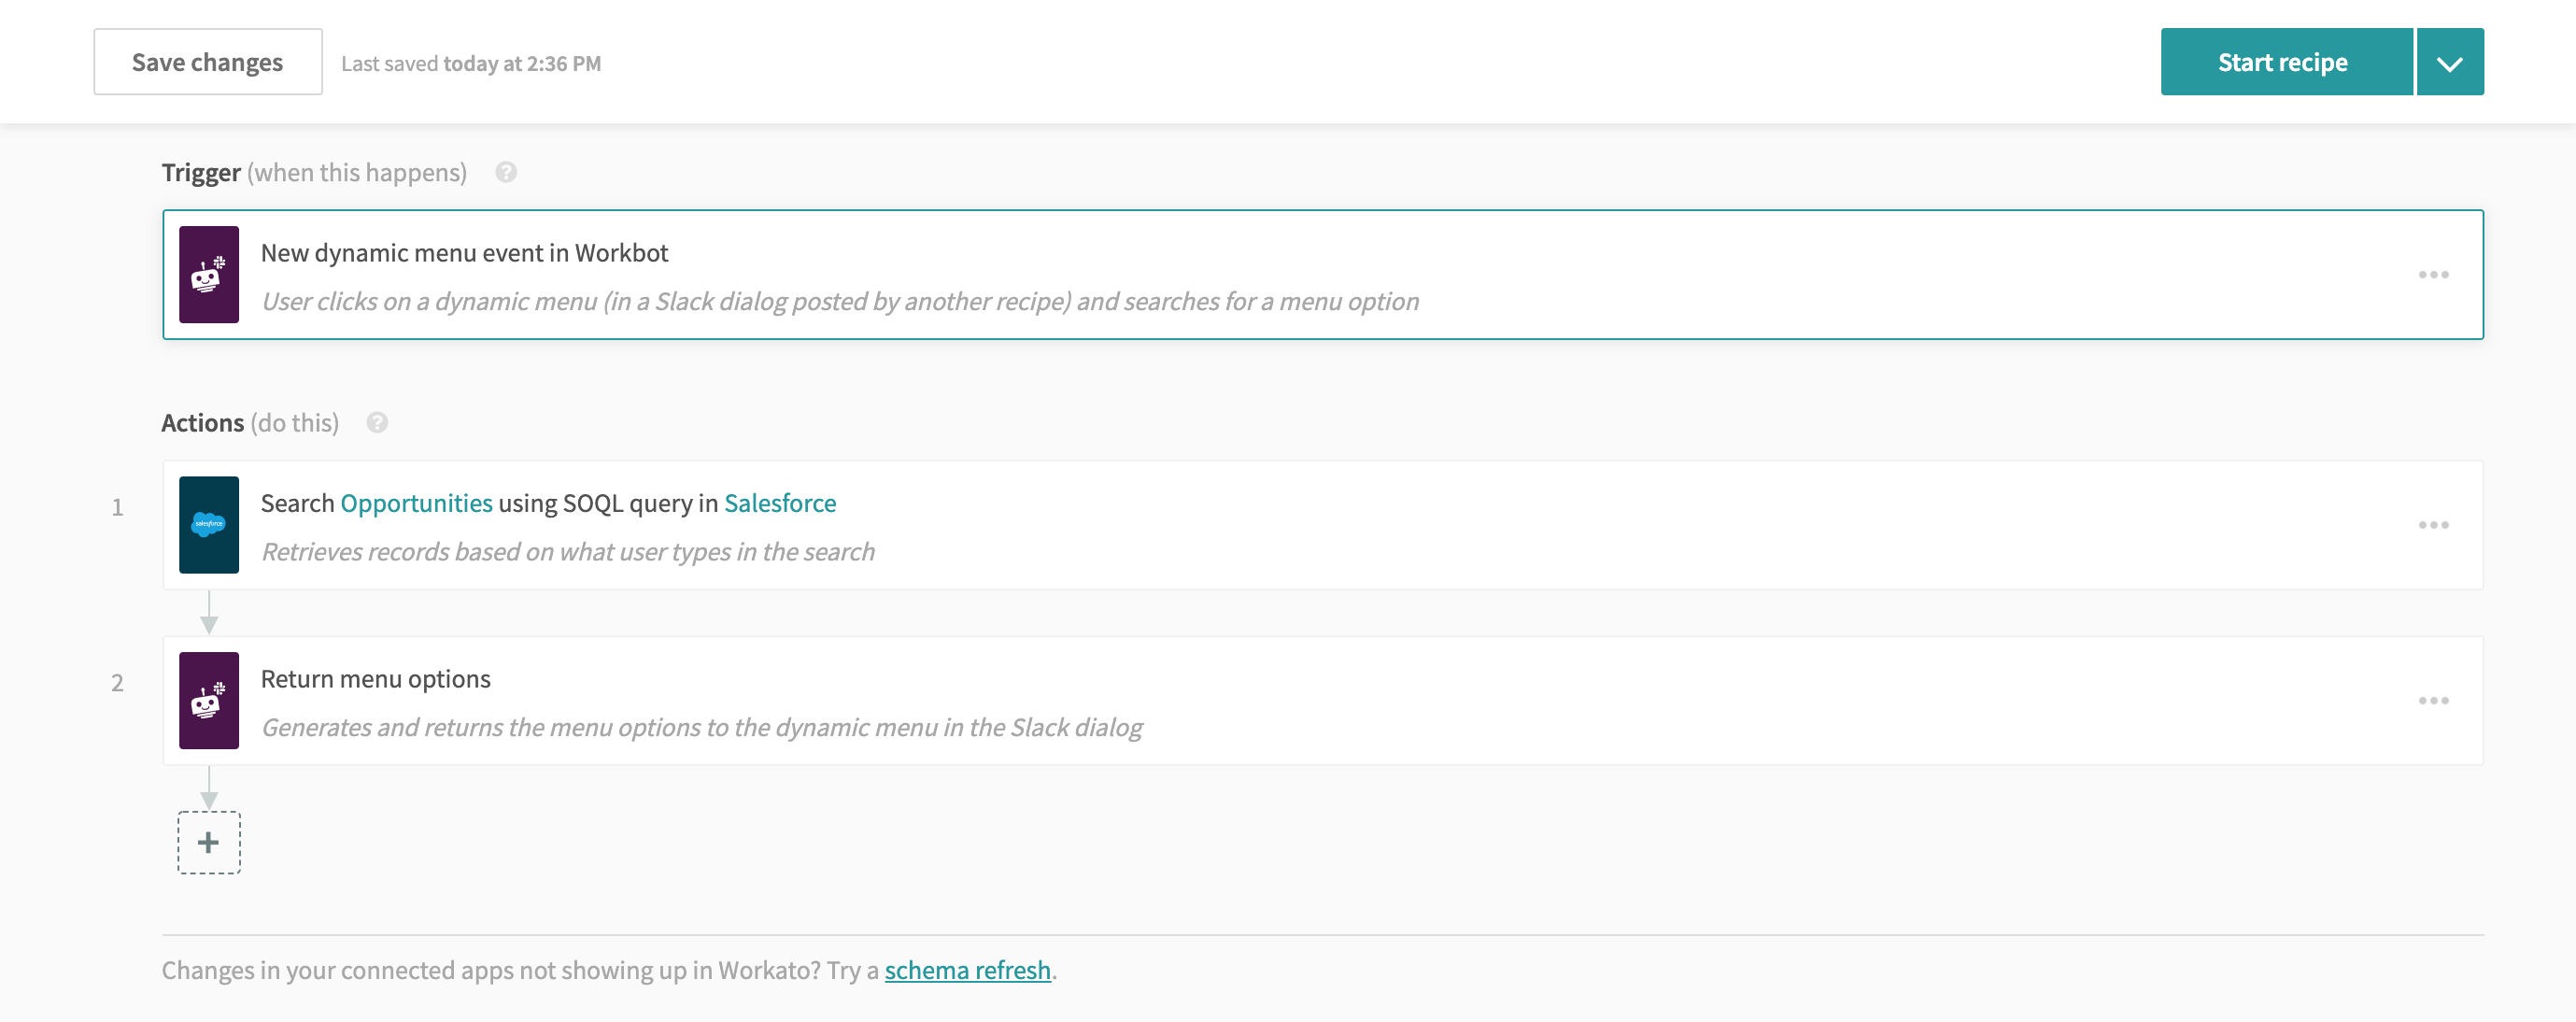 Save changes Last saved today at 2:36 PM Start recipe
Trigger (when this happens) ?
New dynamic menu event in Workbot
User clicks on a dynamic menu (in a Slack dialog posted by another recipe) and searches for a menu option
Actions (do this) ?
1
salesforce
Search Opportunities using SOQL query in Salesforce
Retrieves records based on what user types in the search
2
Return menu options
Generates and returns the menu options to the dynamic menu in the Slack dialog
+
Changes in your connected apps not showing up in Workato? Try a schema refresh.